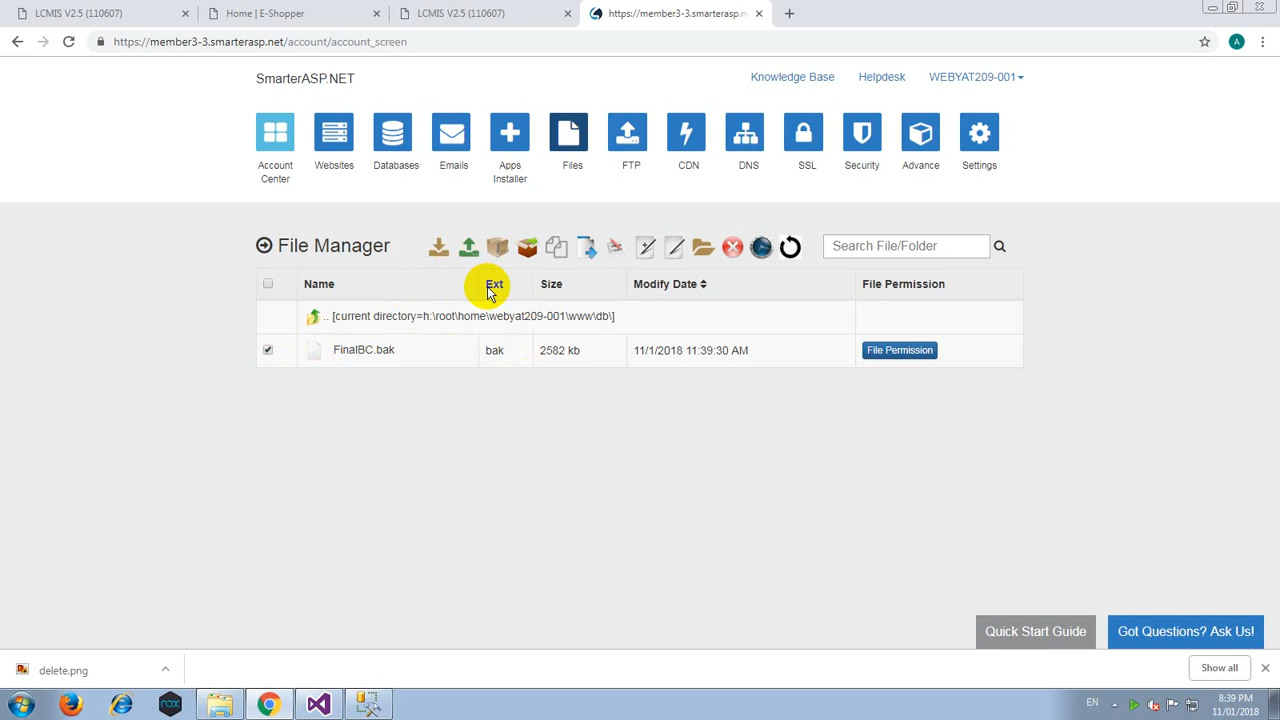 LCMIS V2.5 (110607)
Home | E-Shopper
LCMIS V2.5 (110607)
https://member3-3.smarterasp.n
https://member3-3.smarterasp.net/account/account_screen
A
SmarterASP.NET
Knowledge Base
Helpdesk
WEBYAT209-001
Account Center
Websites
Databases
Emails
Apps Installer
Files
FTP
CDN
DNS
SSL
Security
Advance
Settings
File Manager
Search File/Folder
Name
Ext
Size
Modify Date
File Permission
.. [current directory=h:\root\home\webyat209-001\www\db\]
FinalBC.bak
bak
2582 kb
11/1/2018 11:39:30 AM
File Permission
Quick Start Guide
Got Questions? Ask Us!
delete.png
Show all
nox
EN
8:39 PM
11/01/2018